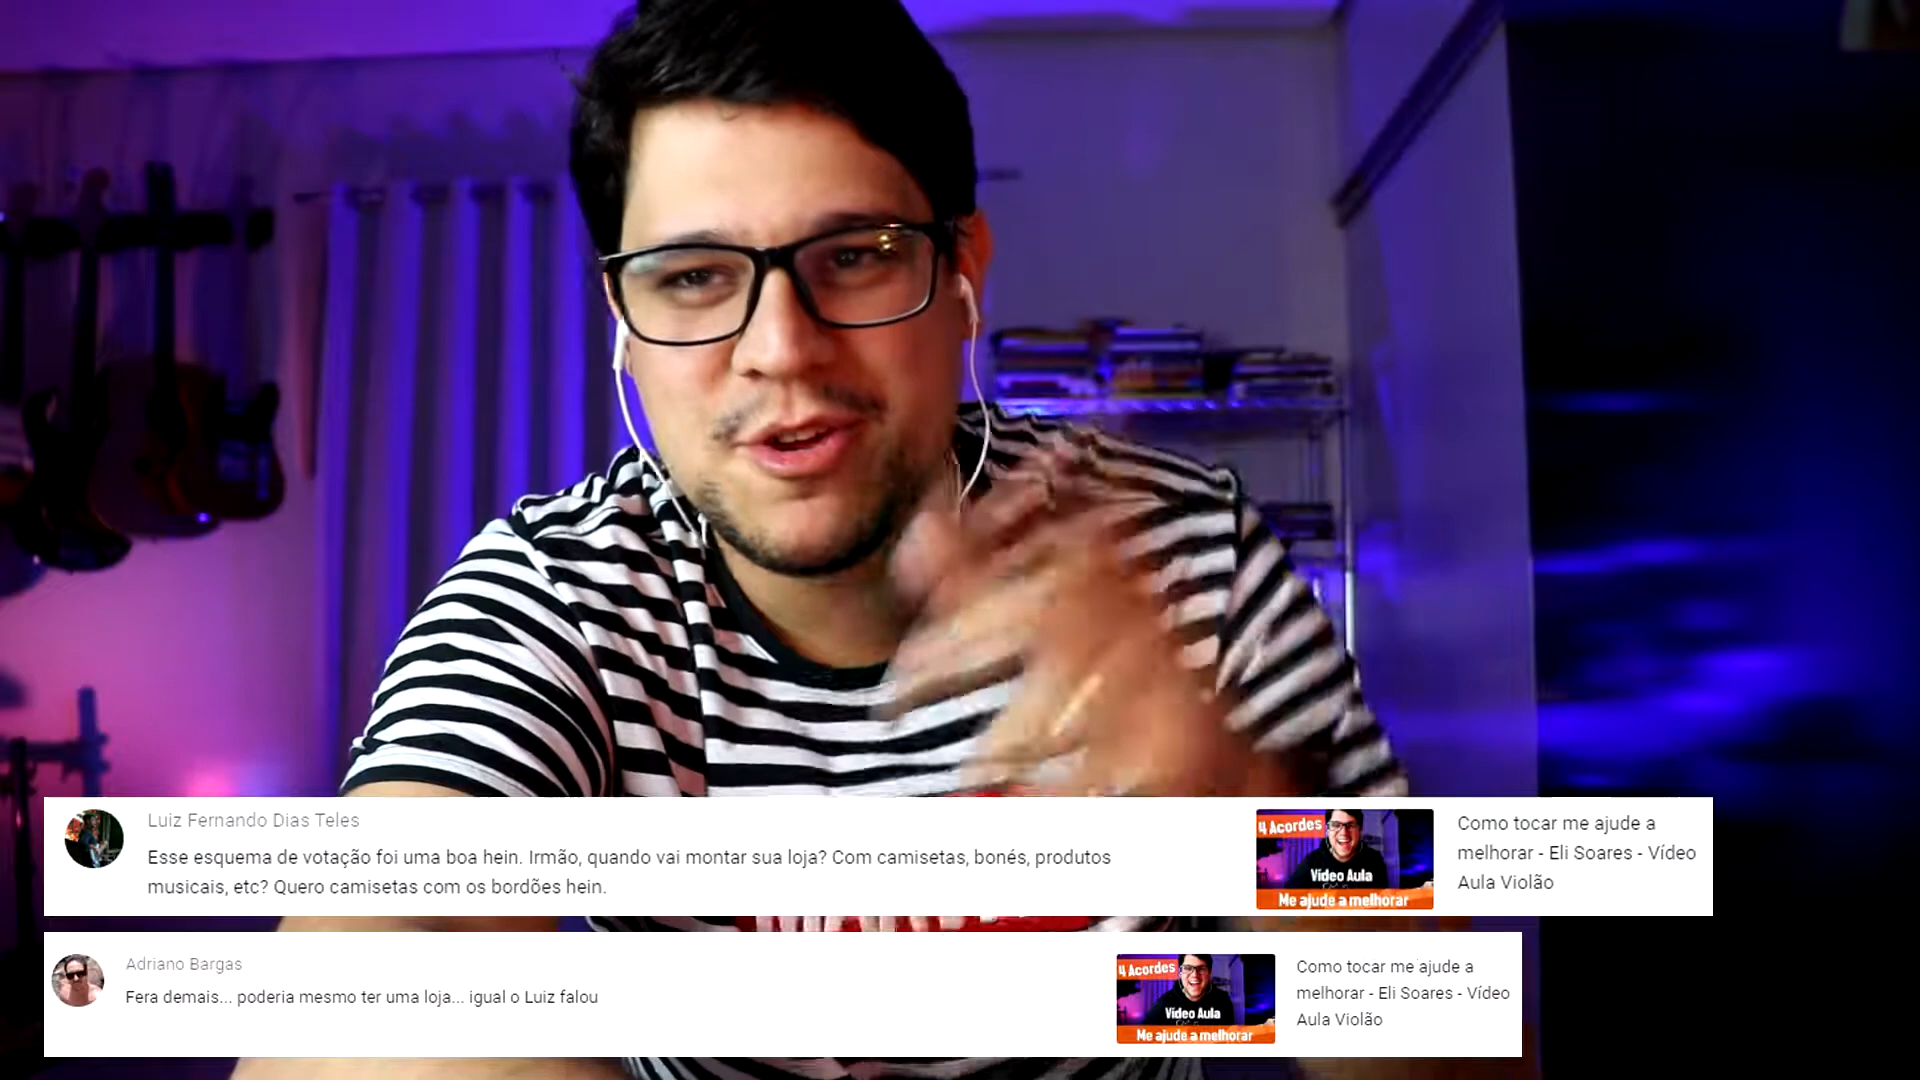 Luiz Fernando Dias Teles
Esse esquema de votação foi uma boa hein. Irmão, quando vai montar sua loja? Com camisetas, bonés, produtos
musicais, etc? Quero camisetas com os bordões hein.
4 Acordes
Vídeo Aula
Me ajude a melhorar
Como tocar me ajude a
melhorar - Eli Soares - Vídeo
Aula Violão
Adriano Bargas
Fera demais... poderia mesmo ter uma loja... igual o Luiz falou
4 Acordes
Vídeo Aula
Me ajude a melhorar
Como tocar me ajude a
melhorar - Eli Soares - Vídeo
Aula Violão